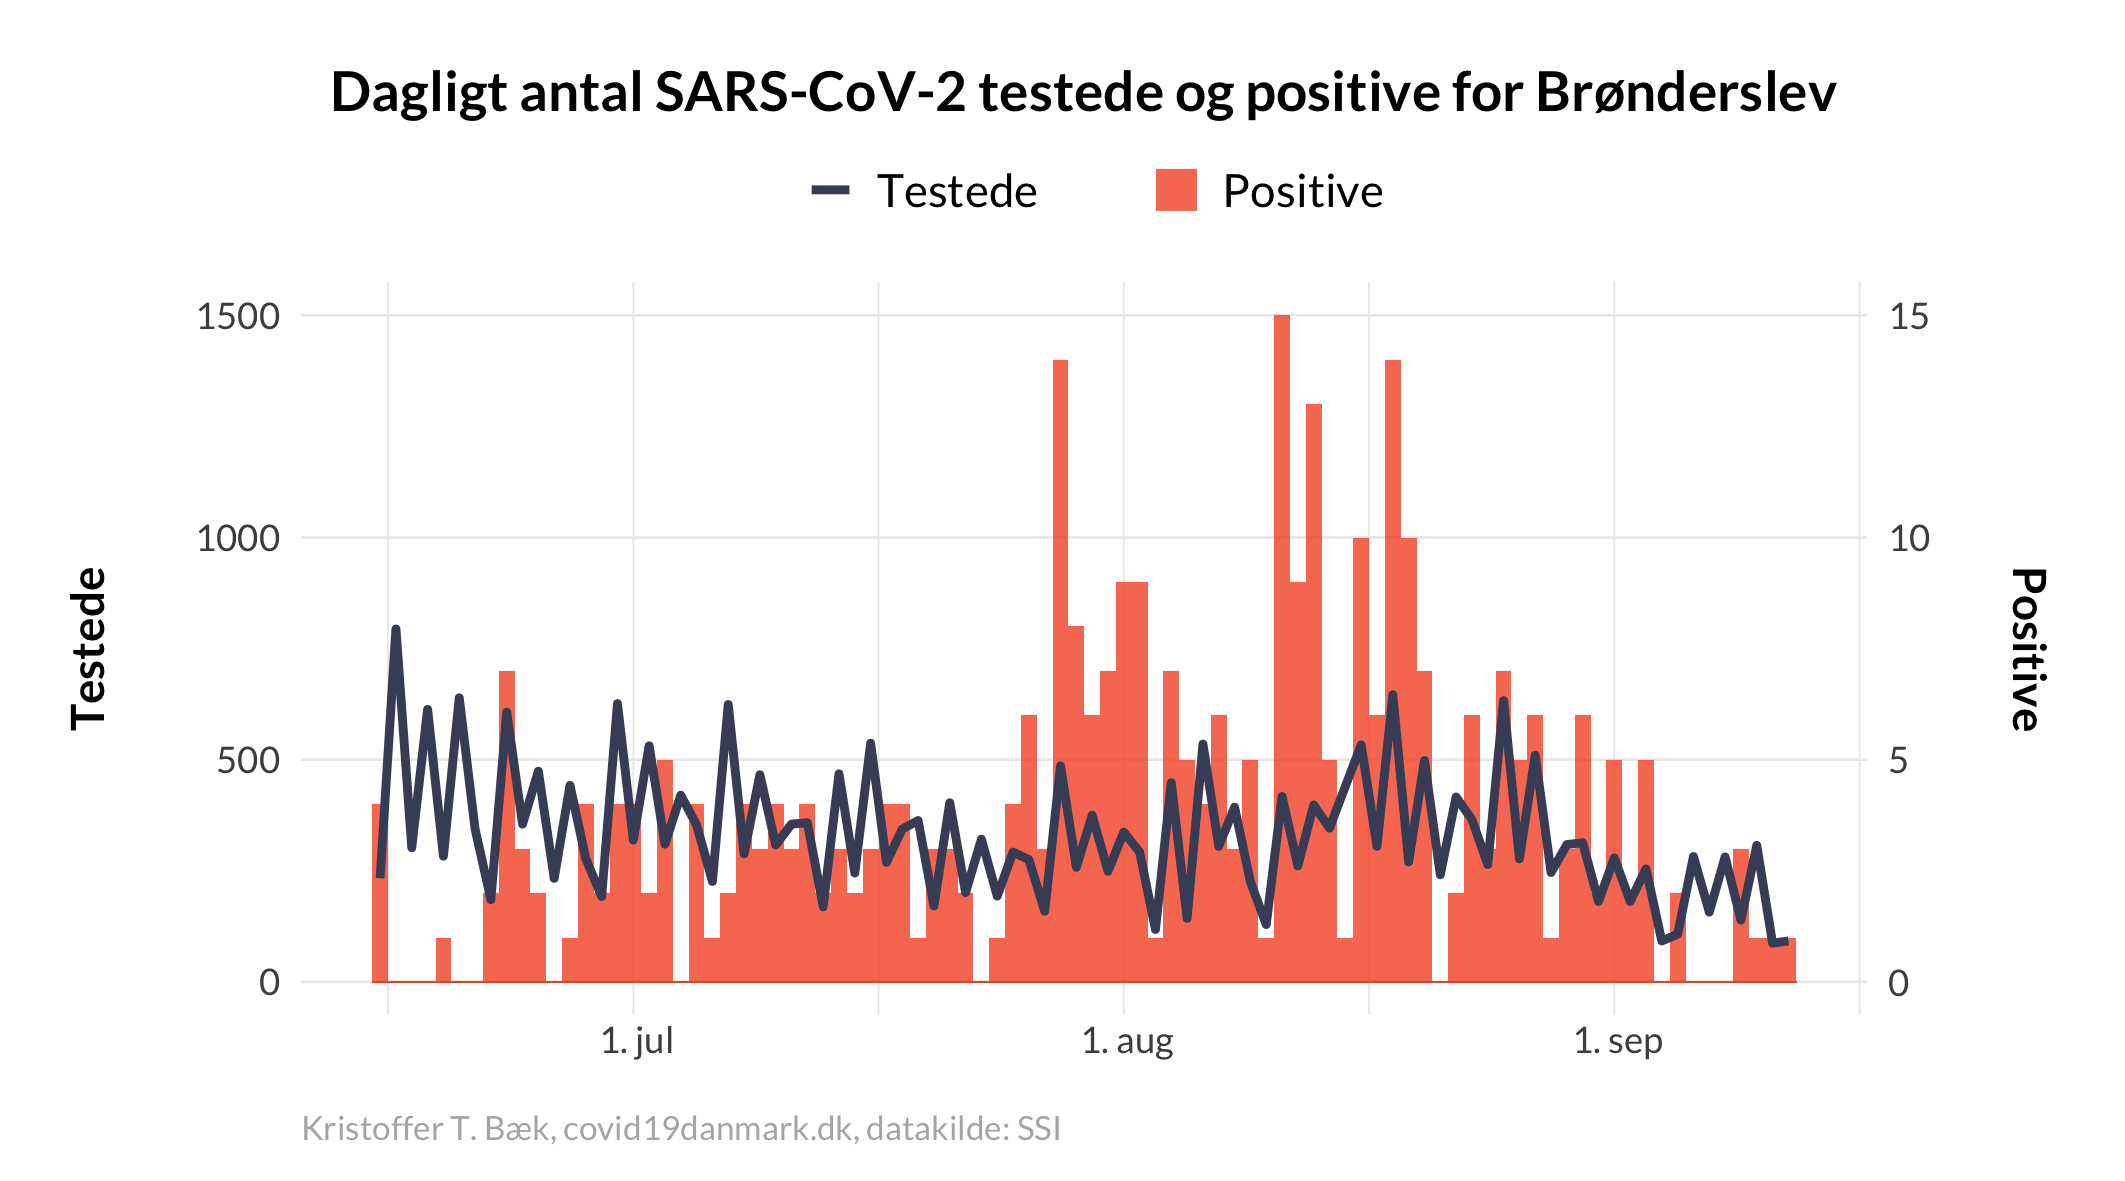 Dagligt antal SARS-CoV-2 testede og positive for Brønderslev
Testede Positive
1500
1000
500
0
15
10
5
0
Testede
Positive
1. jul
1. aug
1. sep
Kristoffer T. Bæk, covid19danmark.dk, datakilde: SSI